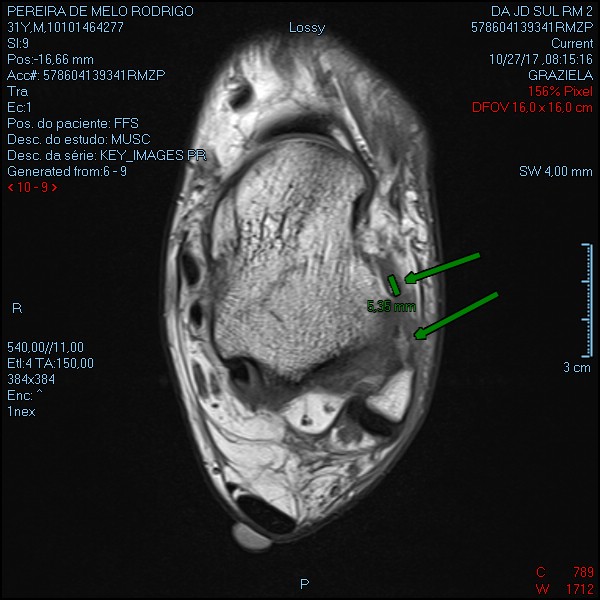 PEREIRA DE MELO RODRIGO
31Y,M,10101464277
Sl:9
Pos:-16,66 mm
Acc#: 578604139341RMZP
Tra
Ec:1
Pos. do paciente: FFS
Desc. do estudo: MUSC
Desc. da série: KEY_IMAGES PR
Generated from:6 - 9
< 10 - 9 >
Lossy
DA JD SUL RM 2
578604139341RMZP
Current
10/27/17 ,08:15:16
GRAZIELA
156% Pixel
DFOV 16,0 x 16,0 cm
SW 4,00 mm
5,35 mm
R
540,00//11,00
Etl:4 TA:150,00
384x384
Enc: ^
1nex
3 cm
P
C 789
W 1712